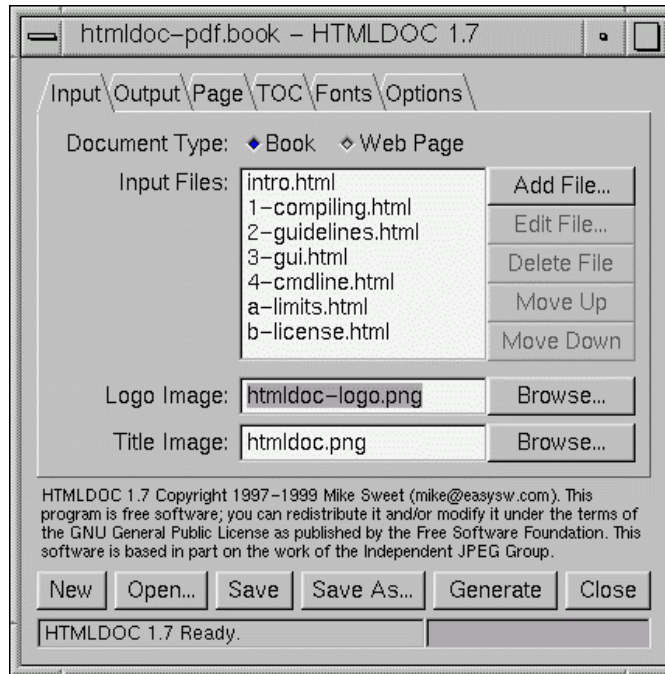 htmldoc-pdf.book - HTMLDOC 1.7
Input Output Page TOC Fonts Options
Document Type: Book Web Page
Input Files:
intro.html
1-compiling.html
2-guidelines.html
3-gui.html
4-cmdline.html
a-limits.html
b-license.html
Add File...
Edit File...
Delete File
Move Up
Move Down
Logo Image: htmldoc-logo.png Browse...
Title Image: htmldoc.png Browse...
HTMLDOC 1.7 Copyright 1997-1999 Mike Sweet (mike@easysw.com). This
program is free software; you can redistribute it and/or modify it under the terms of
the GNU General Public License as published by the Free Software Foundation. This
software is based in part on the work of the Independent JPEG Group.
New Open... Save Save As... Generate Close
HTMLDOC 1.7 Ready.